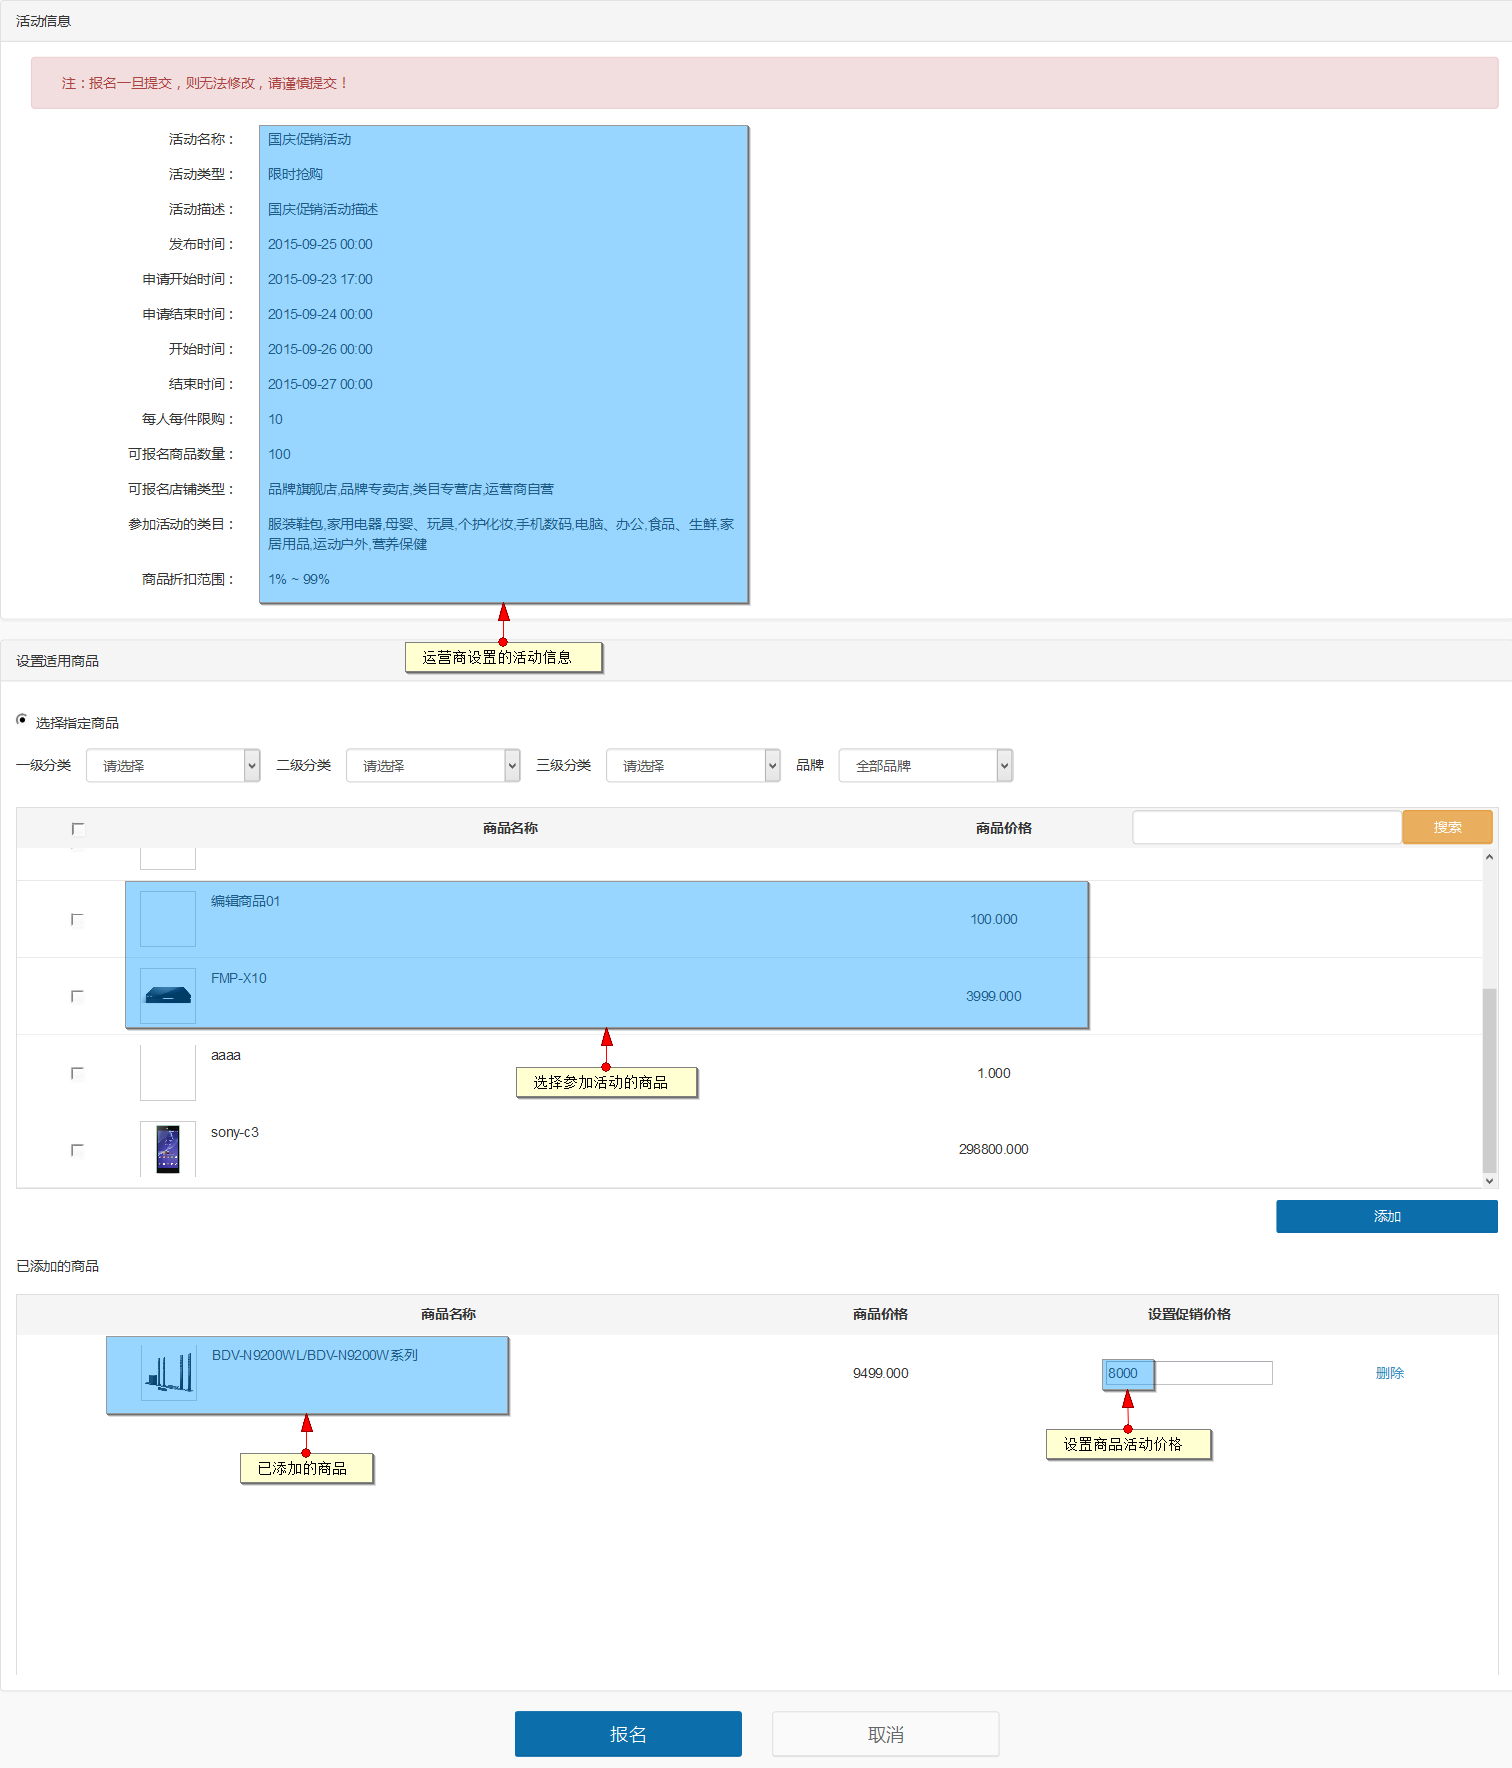 活动信息
注：报名一旦提交，则无法修改，请谨慎提交！
活动名称： 国庆促销活动
活动类型： 限时抢购
活动描述： 国庆促销活动描述
发布时间： 2015-09-25 00:00
申请开始时间： 2015-09-23 17:00
申请结束时间： 2015-09-24 00:00
开始时间： 2015-09-26 00:00
结束时间： 2015-09-27 00:00
每人每件限购： 10
可报名商品数量： 100
可报名店铺类型： 品牌旗舰店,品牌专卖店,类目专营店,运营商自营
参加活动的类目： 服装鞋包,家用电器,母婴、玩具,个护化妆,手机数码,电脑、办公,食品、生鲜,家
居用品,运动户外,营养保健
商品折扣范围： 1% ~ 99%
运营商设置的活动信息
设置适用商品
选择指定商品
一级分类 请选择 二级分类 请选择 三级分类 请选择 品牌 全部品牌
商品名称 商品价格 搜索
编辑商品01
100.000
FMP-X10
3999.000
aaaa
1.000
选择参加活动的商品
sony-c3
298800.000
添加
已添加的商品
商品名称 商品价格 设置促销价格
BDV-N9200WL/BDV-N9200W系列
9499.000 8000 删除
设置商品活动价格
已添加的商品
报名 取消